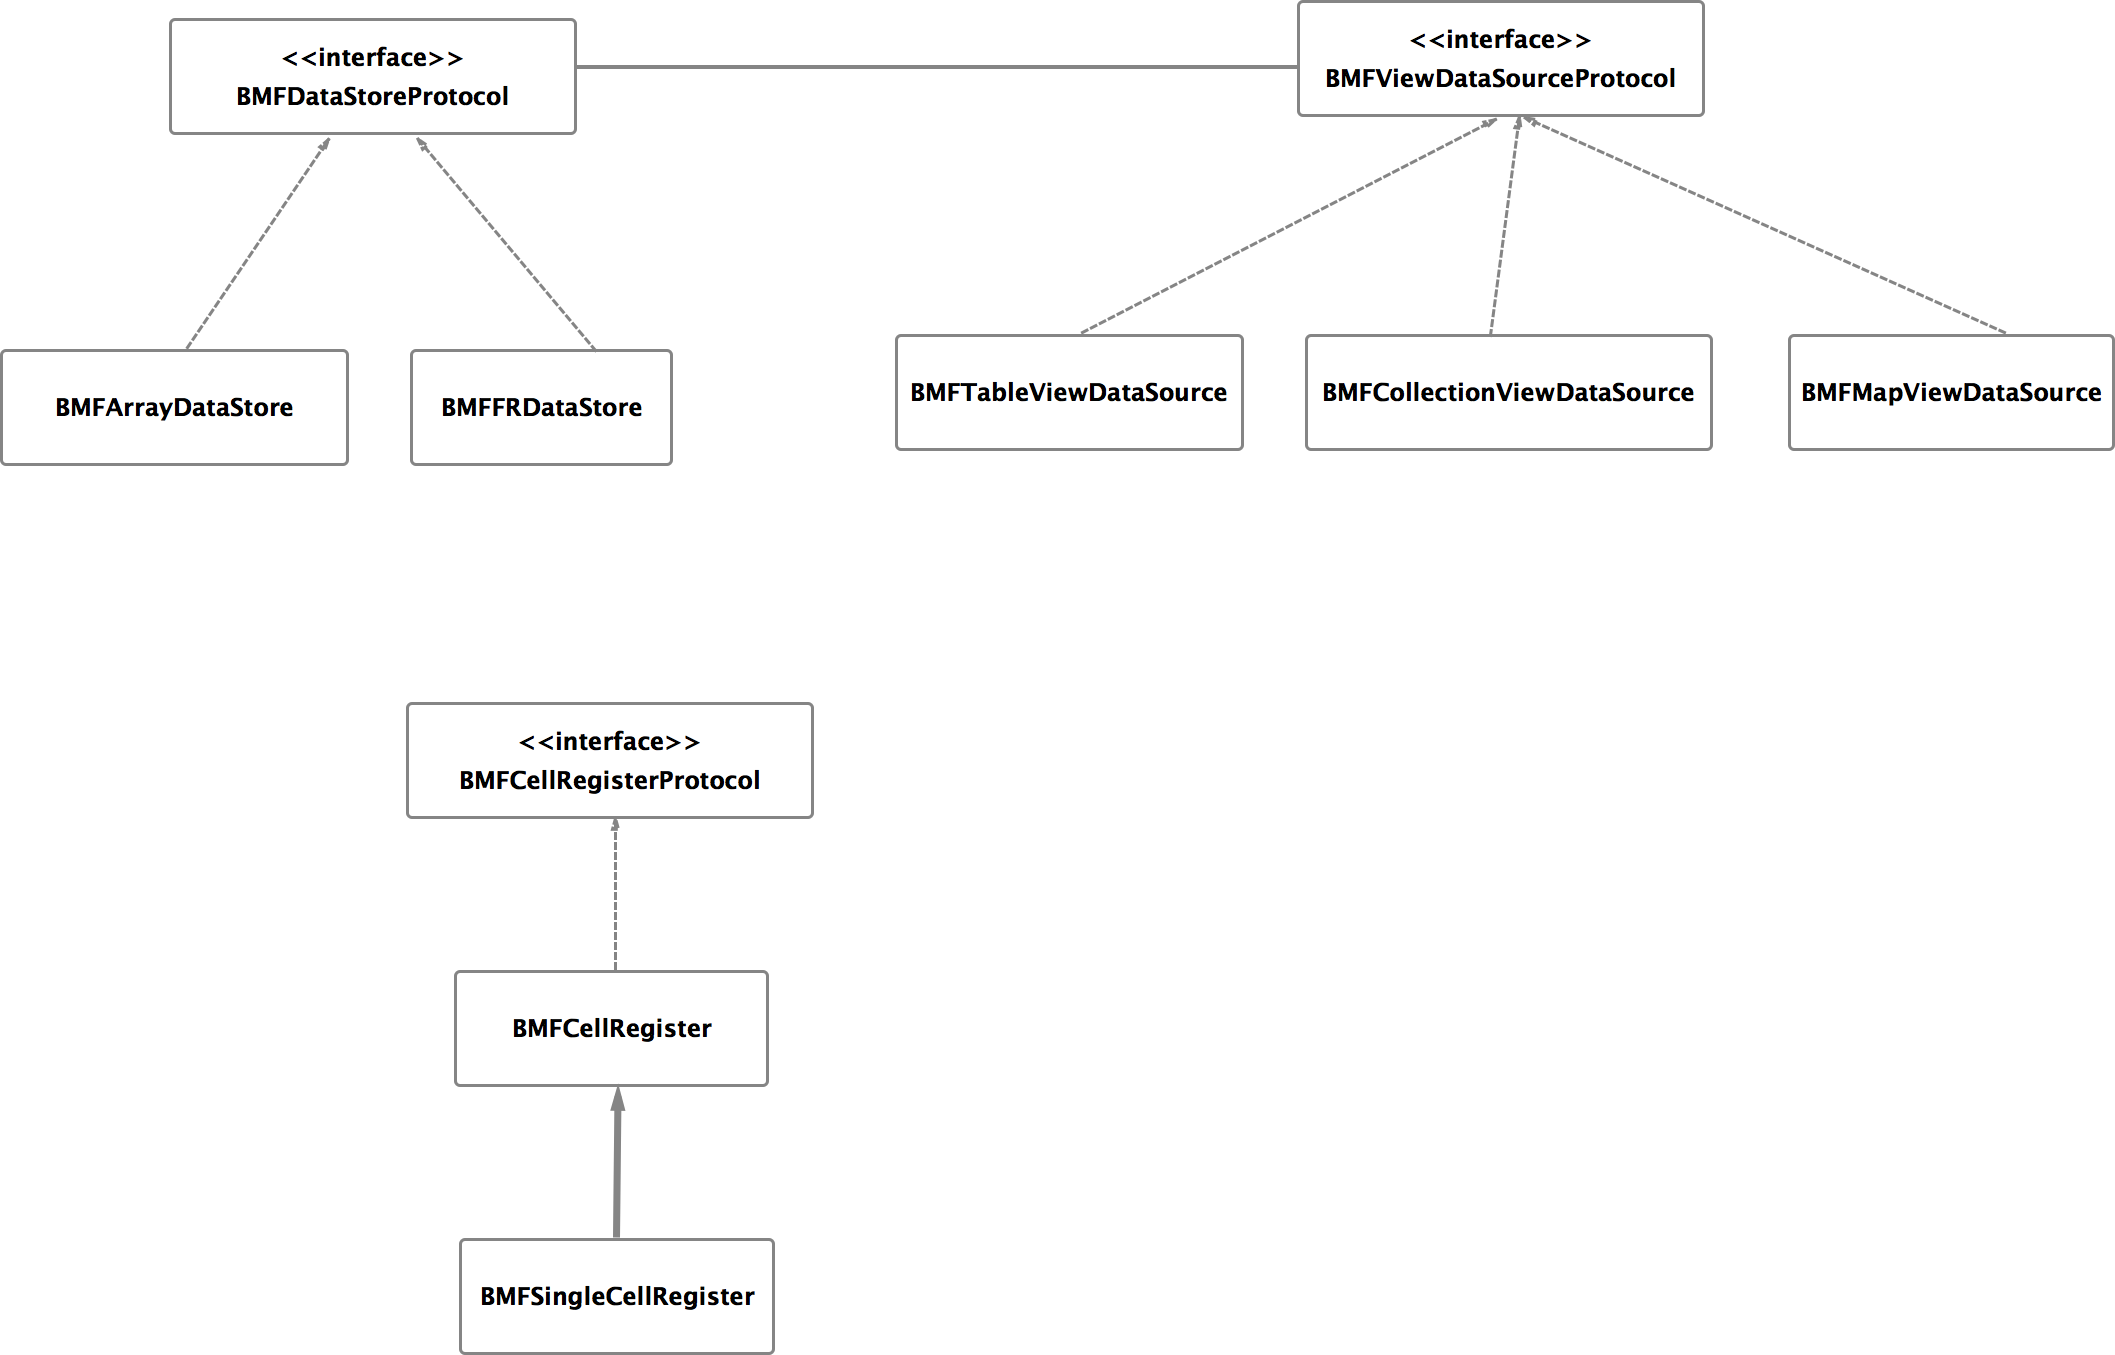 <<interface>>
BMFDataStoreProtocol
<<interface>>
BMFViewDataSourceProtocol
BMFArrayDataStore
BMFFRDataStore
BMFTableViewDataSource
BMFCollectionViewDataSource
BMFMapViewDataSource
<<interface>>
BMFCellRegisterProtocol
BMFCellRegister
BMFSingleCellRegister